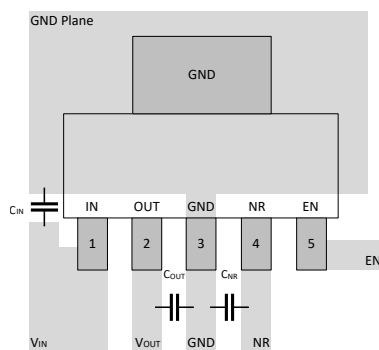 GND Plane
GND
IN OUT GND NR EN
CIN
1 2 3 4 5
EN
COUT CNR
VIN VOUT GND NR